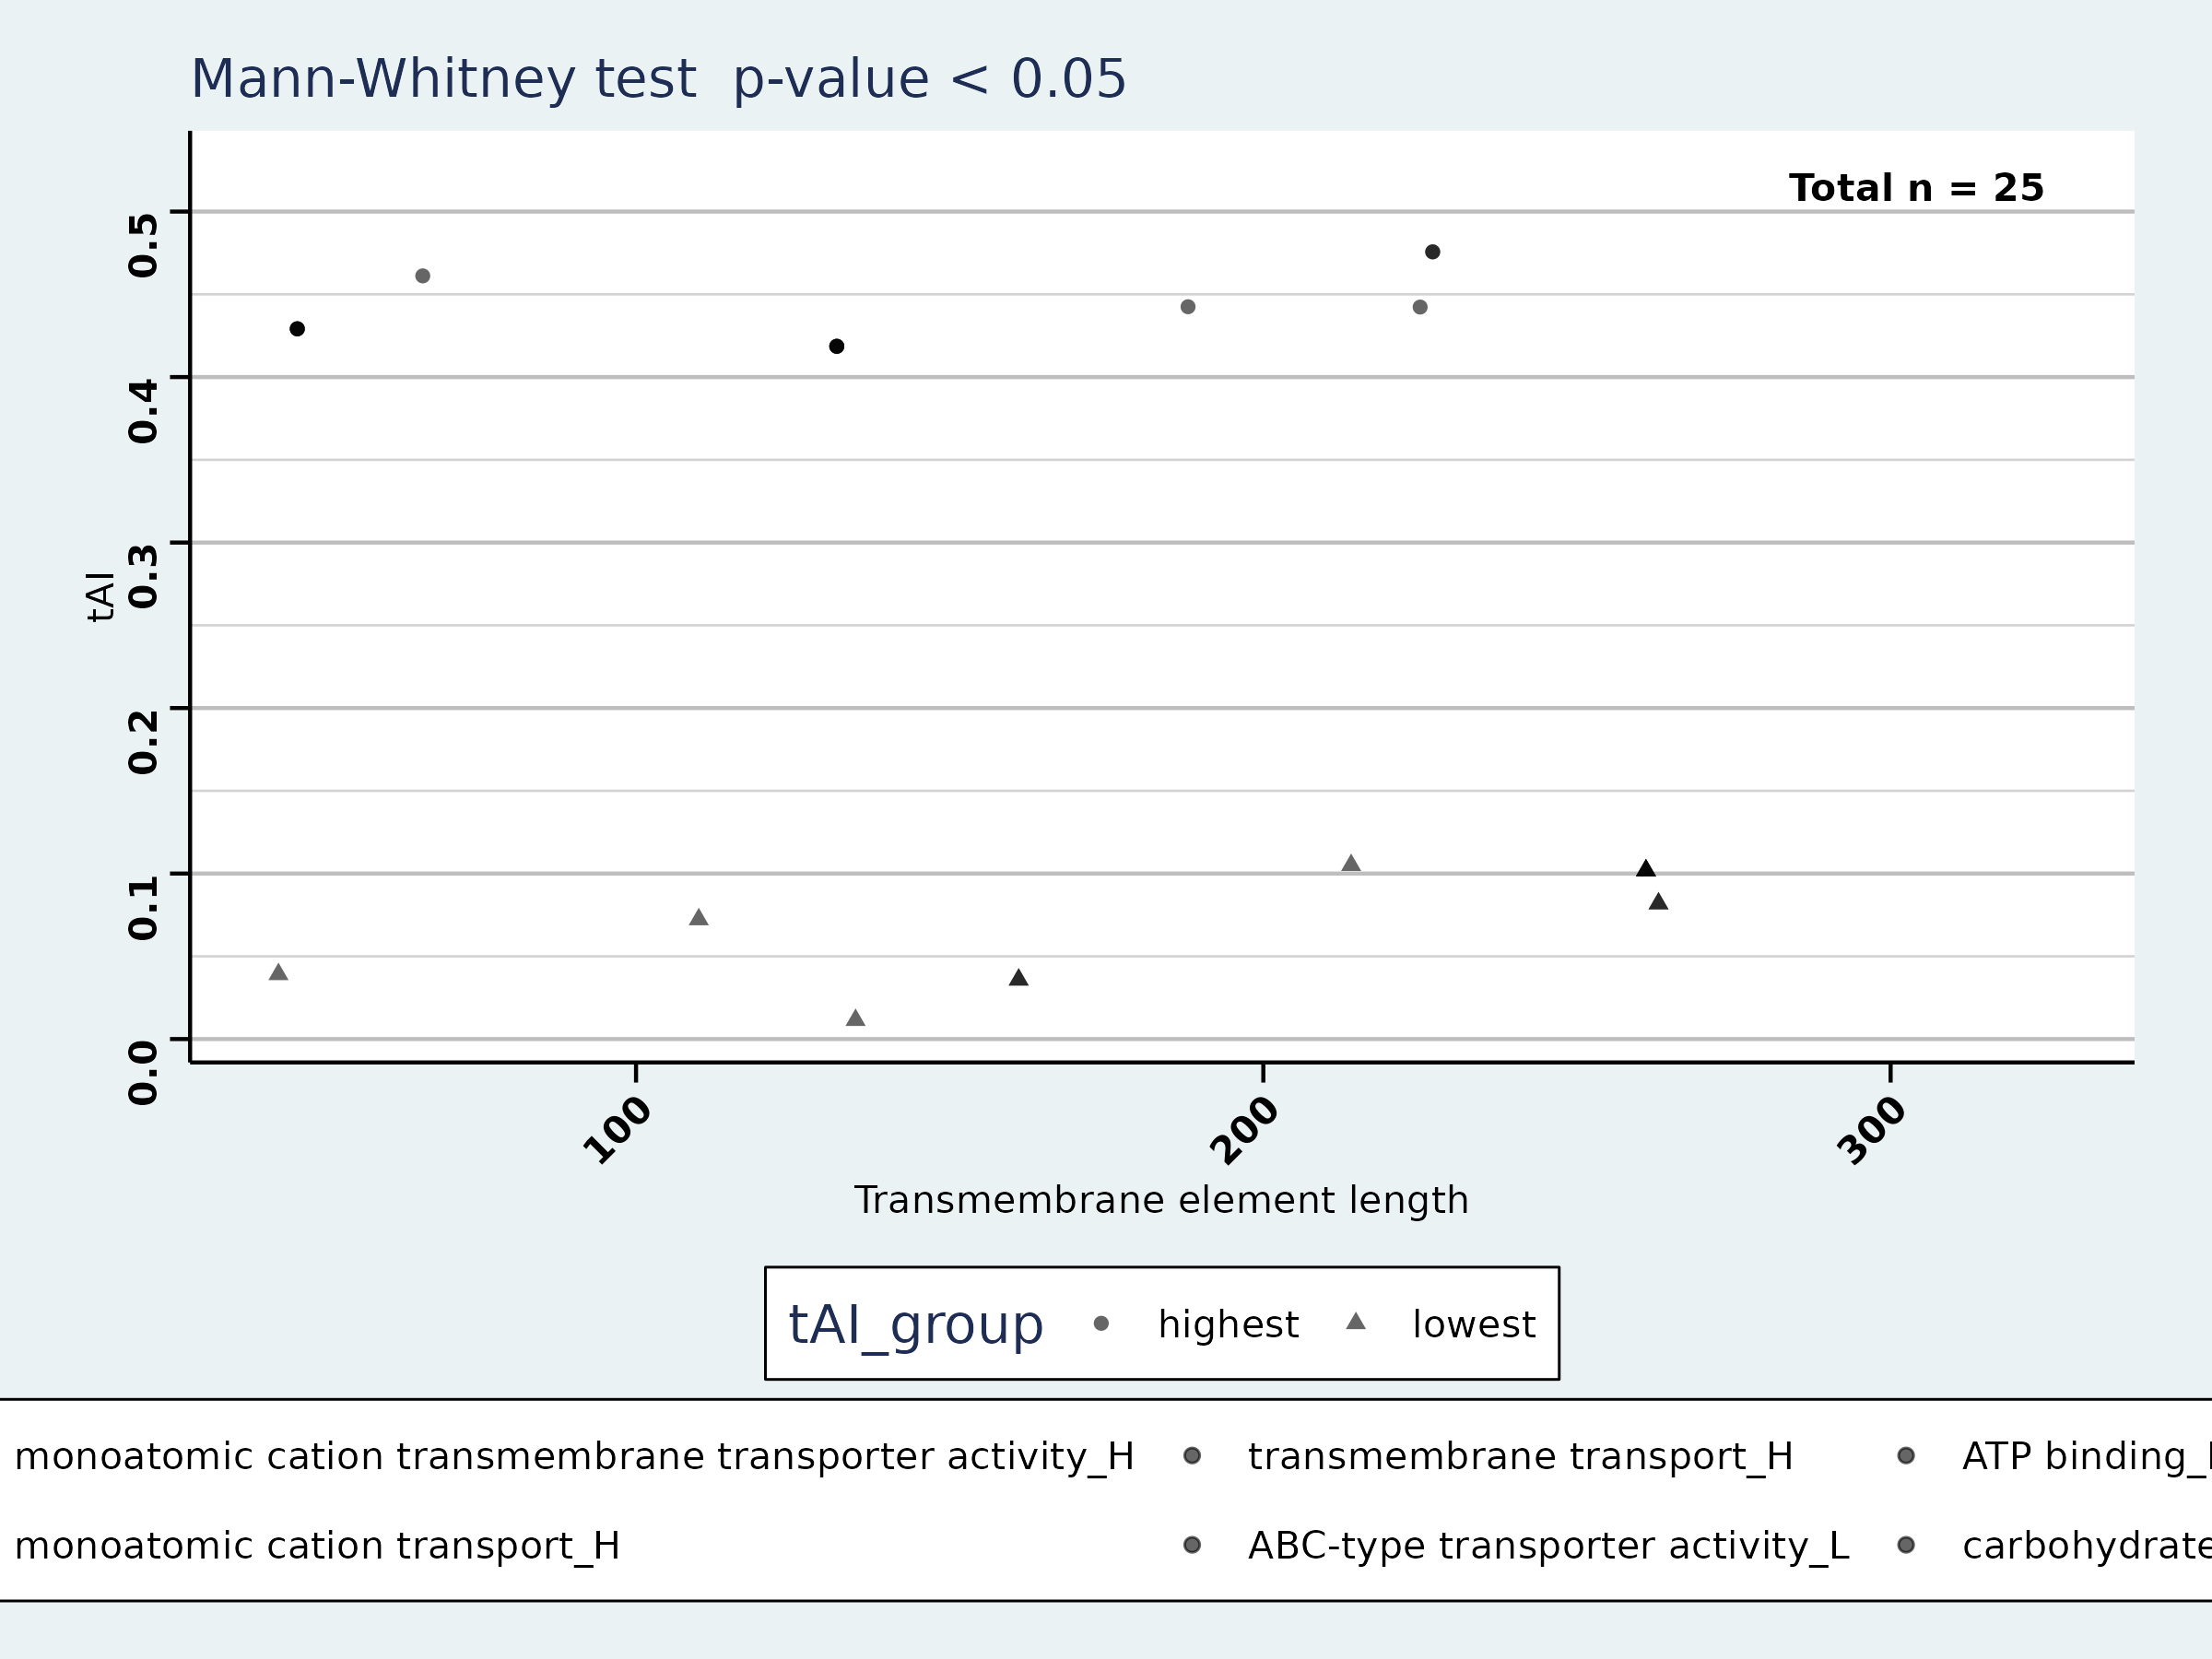 Mann-Whitney test  p-value < 0.05
Total n = 25
0.5
0.4
0.3
0.2
0.1
0.0
tAI
100
200
300
Transmembrane element length
tAI_group highest lowest
monoatomic cation transmembrane transporter activity_H transmembrane transport_H ATP binding_
monoatomic cation transport_H ABC-type transporter activity_L carbohydrate